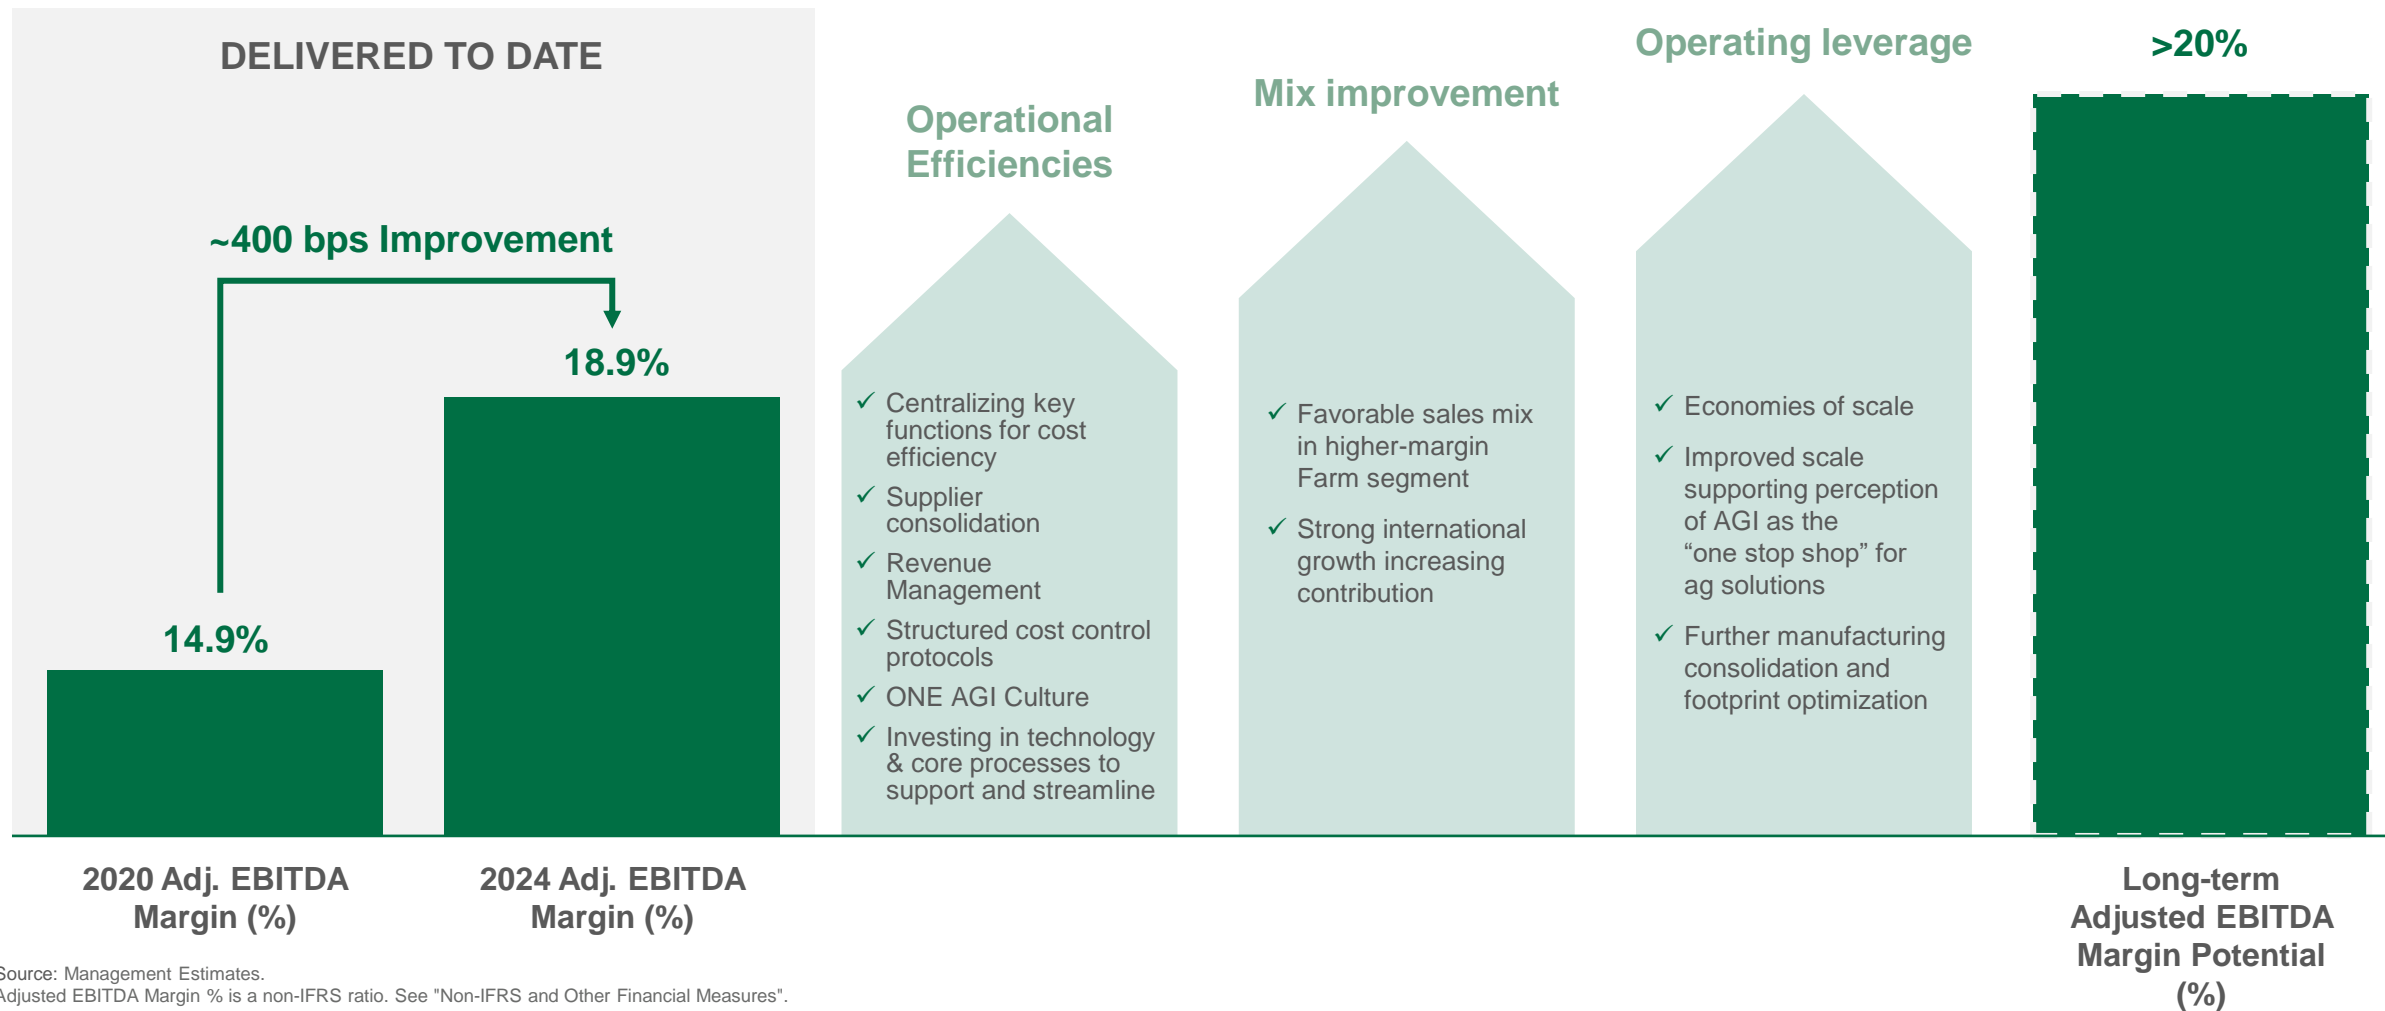 DELIVERED TO DATE
~400 bps Improvement
14.9%
18.9%
Operational
Efficiencies
✓ Centralizing key
functions for cost
efficiency
✓ Supplier
consolidation
✓ Revenue
Management
✓ Structured cost control
protocols
✓ ONE AGI Culture
✓ Investing in technology
& core processes to
support and streamline
Mix improvement
✓ Favorable sales mix
in higher-margin
Farm segment
✓ Strong international
growth increasing
contribution
Operating leverage
✓ Economies of scale
✓ Improved scale
supporting perception
of AGI as the
“one stop shop” for
ag solutions
✓ Further manufacturing
consolidation and
footprint optimization
>20%
2020 Adj. EBITDA
Margin (%)
2024 Adj. EBITDA
Margin (%)
Long-term
Adjusted EBITDA
Margin Potential
(%)
Source: Management Estimates.
Adjusted EBITDA Margin % is a non-IFRS ratio. See "Non-IFRS and Other Financial Measures".